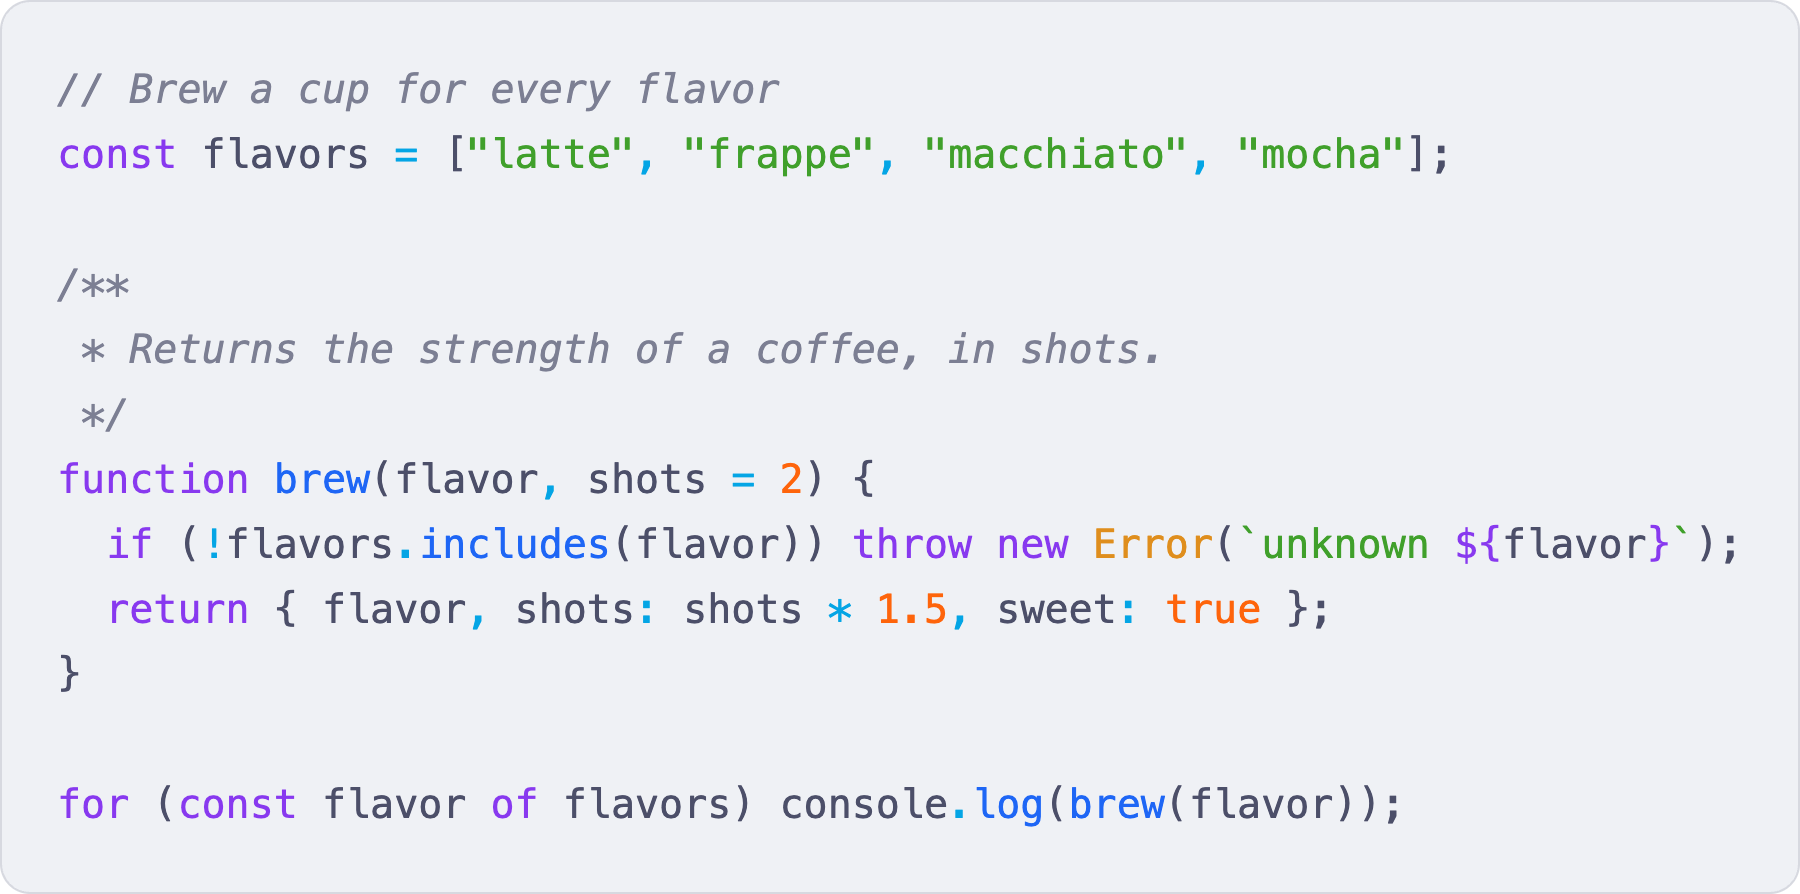 // Brew a cup for every flavor
const flavors = ["latte", "frappe", "macchiato", "mocha"];

/**
 * Returns the strength of a coffee, in shots.
 */
function brew(flavor, shots = 2) {
  if (!flavors.includes(flavor)) throw new Error(`unknown ${flavor}`);
  return { flavor, shots: shots * 1.5, sweet: true };
}

for (const flavor of flavors) console.log(brew(flavor));